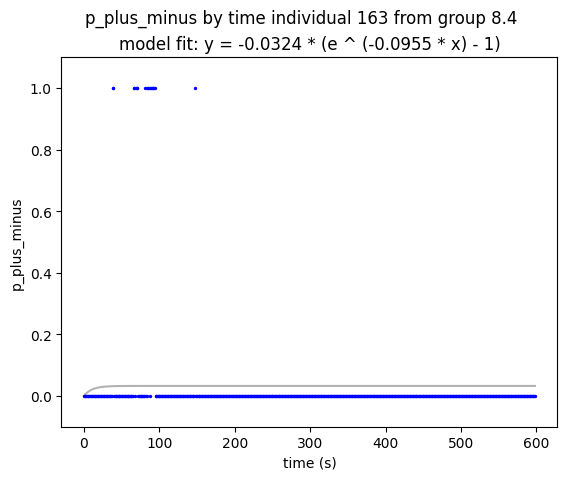 p_plus_minus by time individual 163 from group 8.4
model fit: y = -0.0324 * (e ^ (-0.0955 * x) - 1)
1.0
0.8
0.6
0.4
0.2
0.0
p_plus_minus
0 100 200 300 400 500 600
time (s)